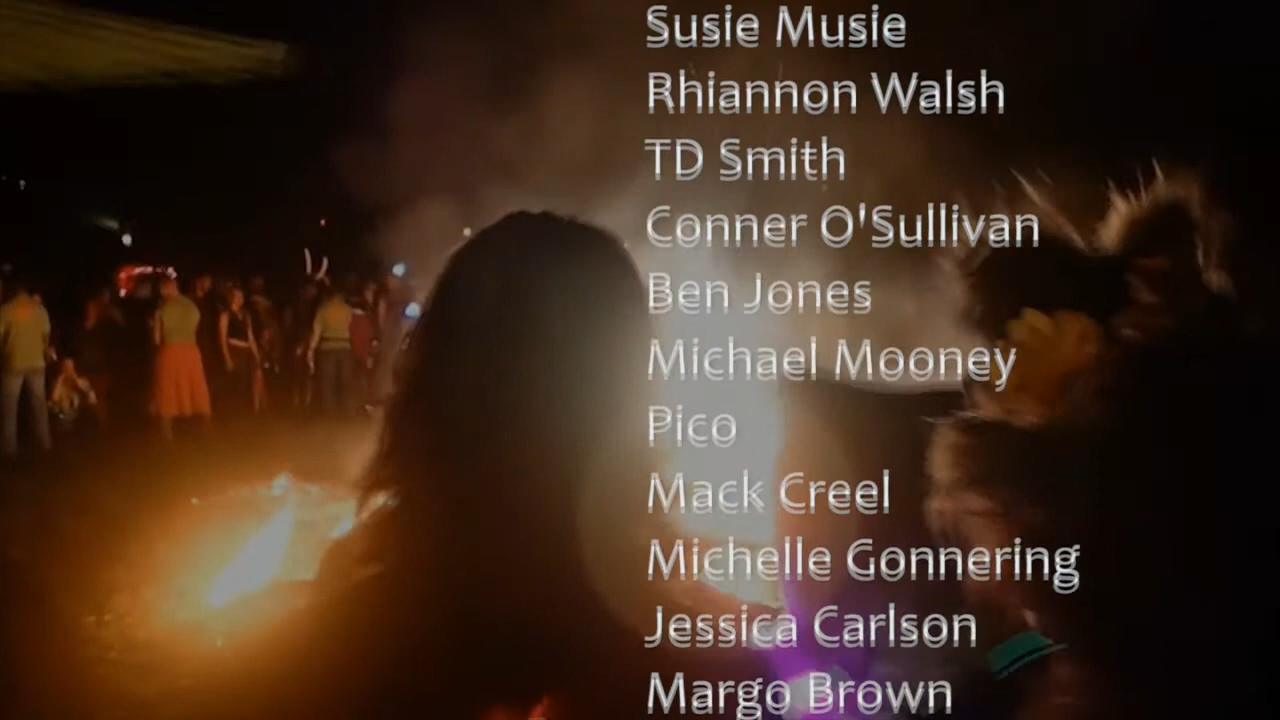 Susie Musie
Rhiannon Walsh
TD Smith
Conner O'Sullivan
Ben Jones
Michael Mooney
Pico
Mack Creel
Michelle Gonnering
Jessica Carlson
Margo Brown